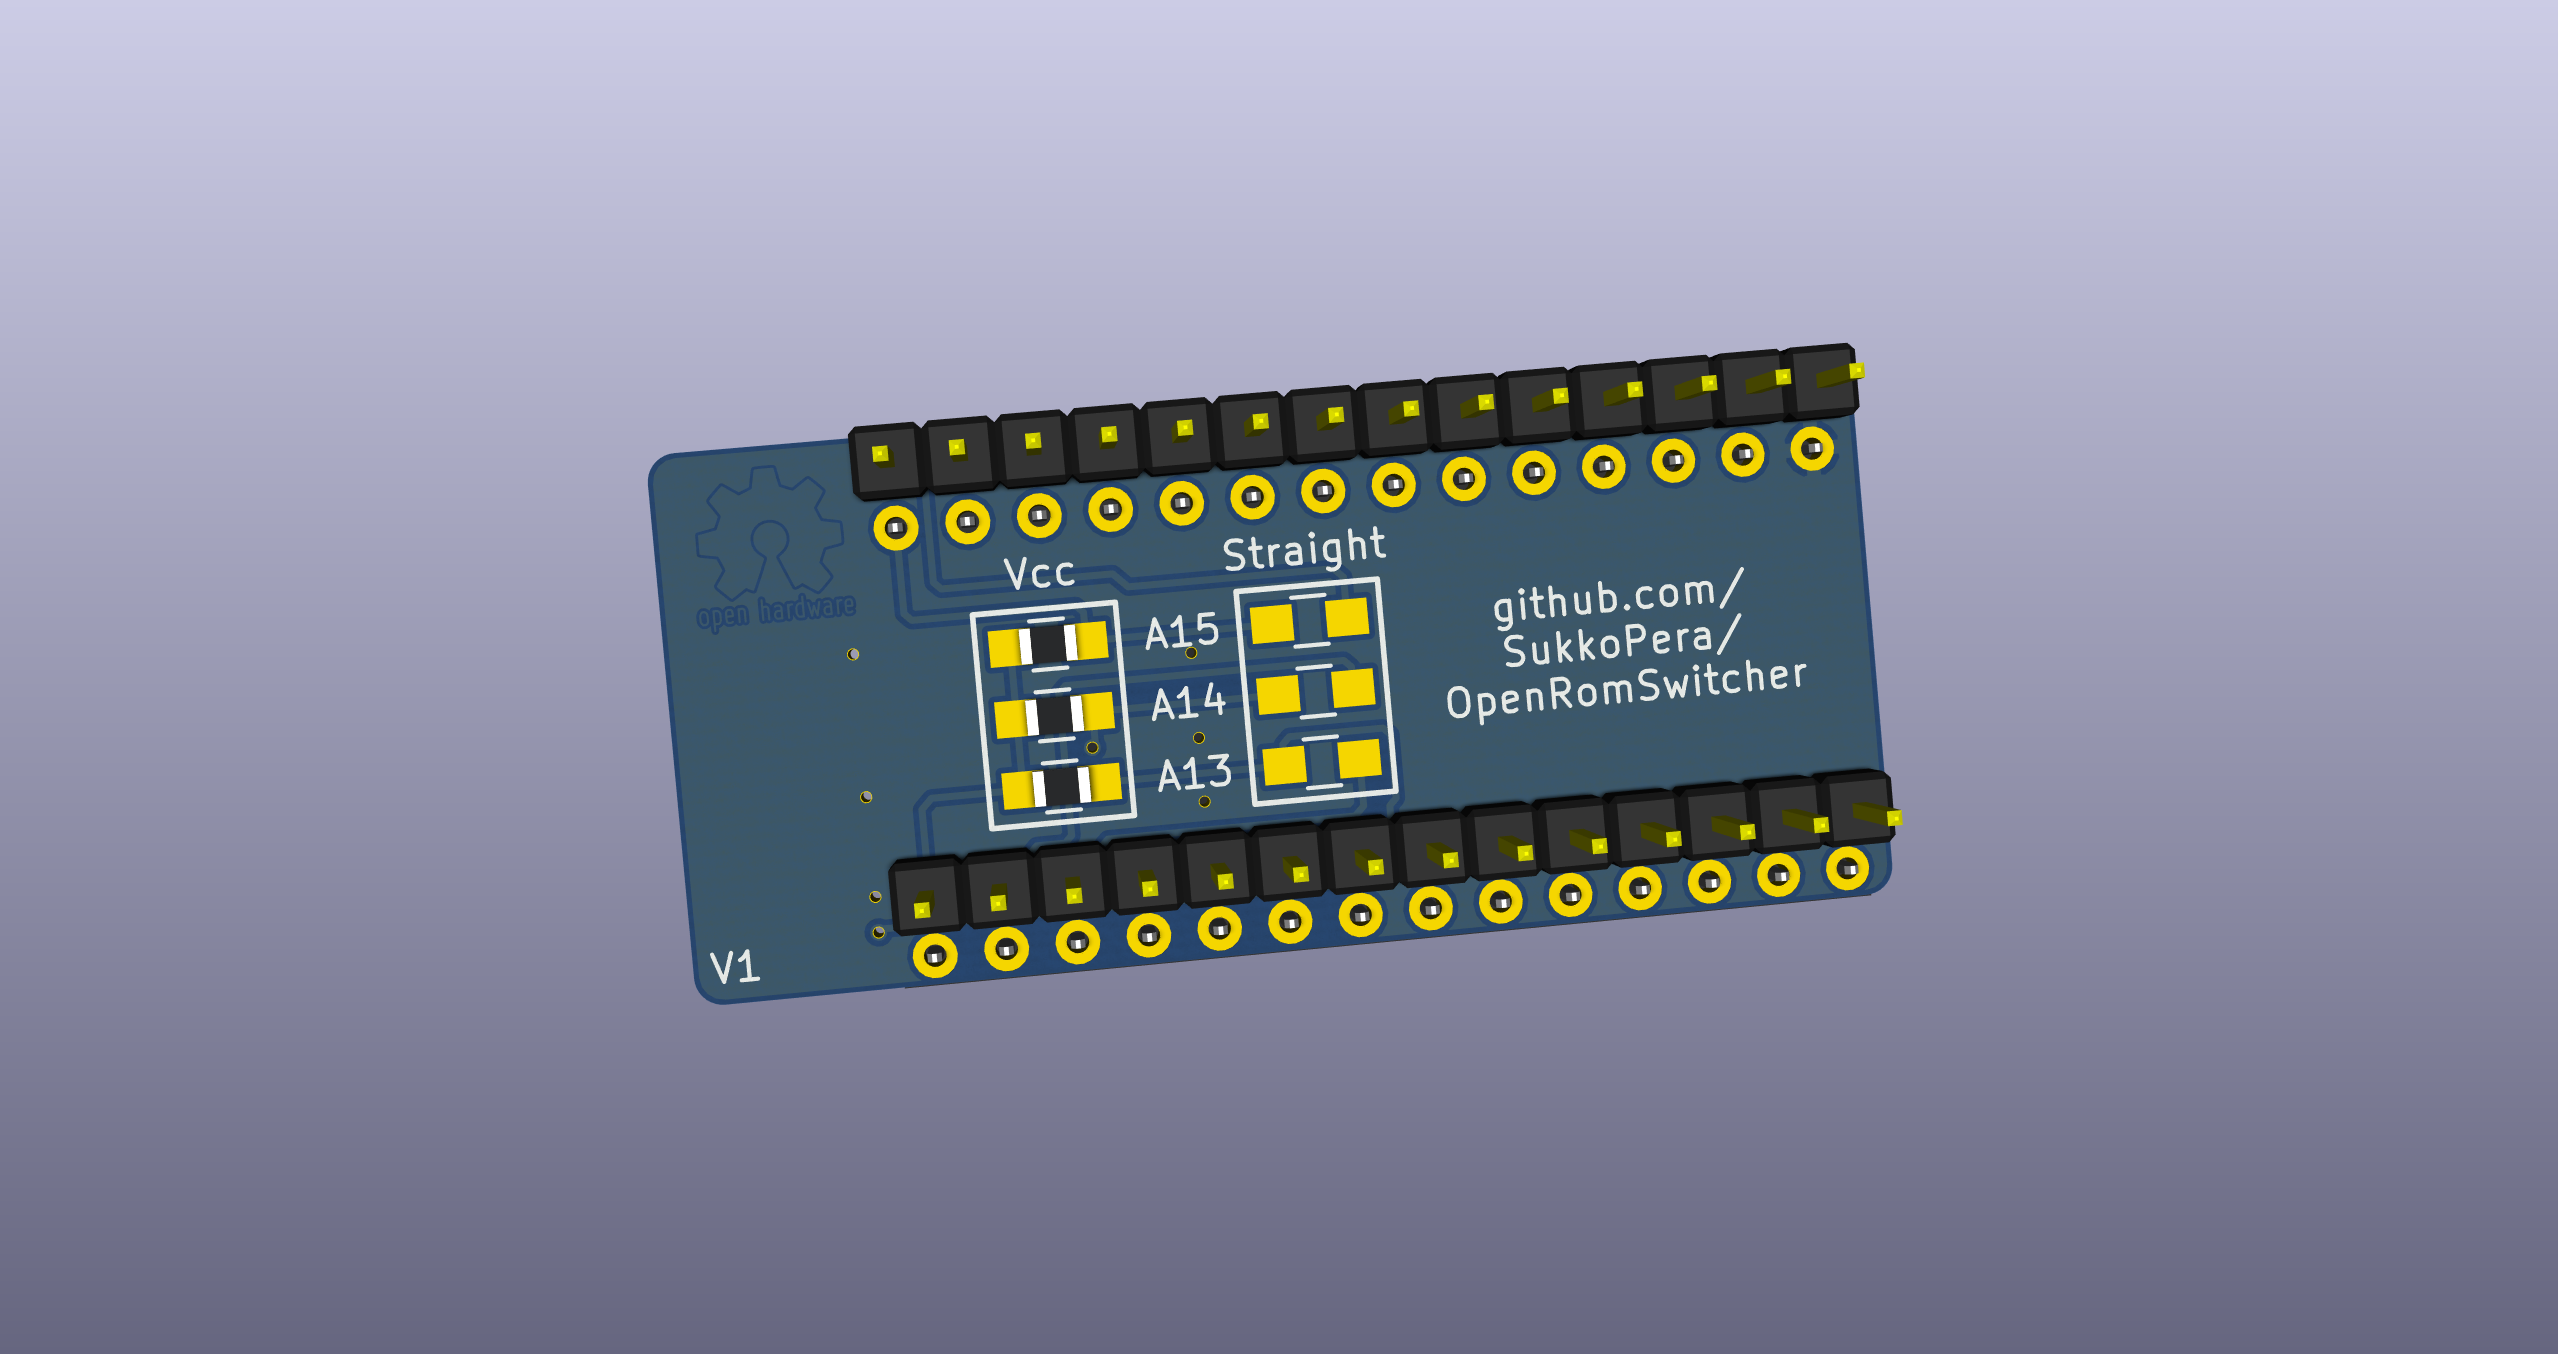 open hardware
Vcc
Straight
A15
A14
A13
github.com/
SukkoPera/
OpenRomSwitcher
V1